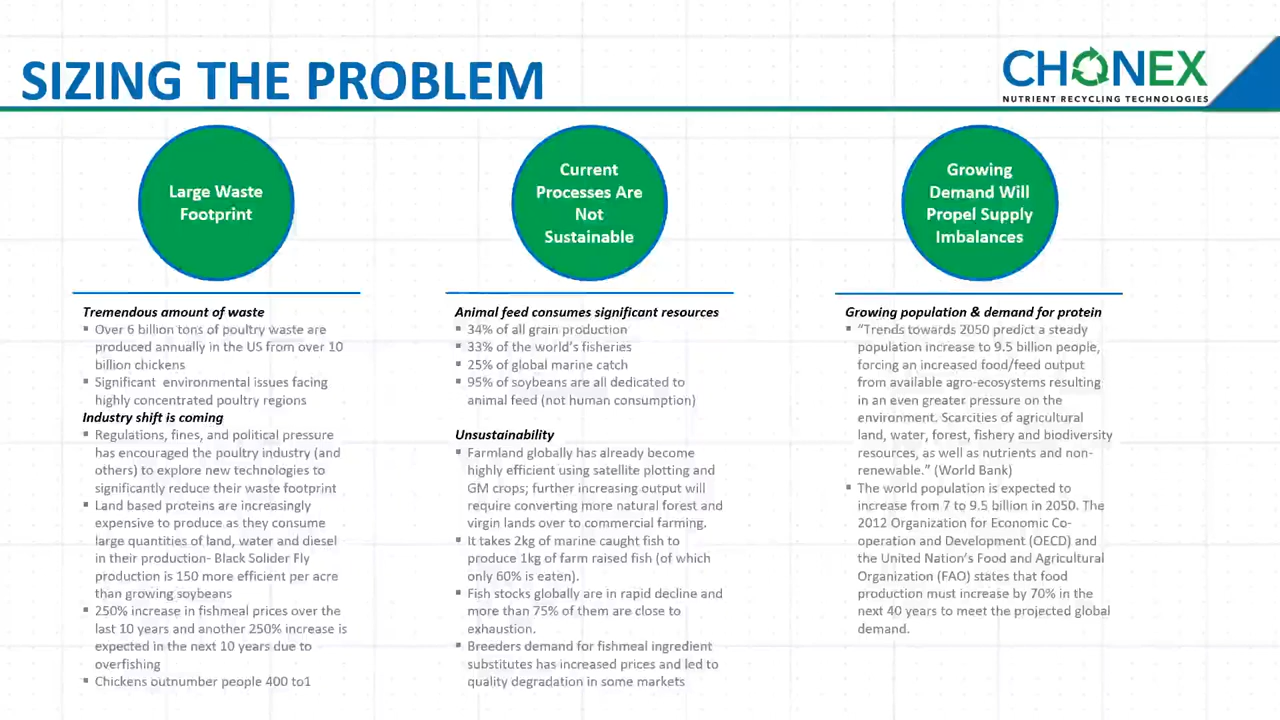 SIZING THE PROBLEM
CHONEX
NUTRIENT RECYCLING TECHNOLOGIES
Large Waste
Footprint
Tremendous amount of waste
▪ Over 6 billion tons of poultry waste are
produced annually in the US from over 10
billion chickens
▪ Significant environmental issues facing
highly concentrated poultry regions
Industry shift is coming
▪ Regulations, fines, and political pressure
has encouraged the poultry industry (and
others) to explore new technologies to
significantly reduce their waste footprint
▪ Land based proteins are increasingly
expensive to produce as they consume
large quantities of land, water and diesel
in their production- Black Solider Fly
production is 150 more efficient per acre
than growing soybeans
▪ 250% increase in fishmeal prices over the
last 10 years and another 250% increase is
expected in the next 10 years due to
overfishing
▪ Chickens outnumber people 400 to1
Current
Processes Are
Not
Sustainable
Animal feed consumes significant resources
▪ 34% of all grain production
▪ 33% of the world's fisheries
▪ 25% of global marine catch
▪ 95% of soybeans are all dedicated to
animal feed (not human consumption)
Unsustainability
▪ Farmland globally has already become
highly efficient using satellite plotting and
GM crops; further increasing output will
require converting more natural forest and
virgin lands over to commercial farming.
▪ It takes 2kg of marine caught fish to
produce 1kg of farm raised fish (of which
only 60% is eaten).
▪ Fish stocks globally are in rapid decline and
more than 75% of them are close to
exhaustion.
▪ Breeders demand for fishmeal ingredient
substitutes has increased prices and led to
quality degradation in some markets
Growing
Demand Will
Propel Supply
Imbalances
Growing population & demand for protein
▪ "Trends towards 2050 predict a steady
population increase to 9.5 billion people,
forcing an increased food/feed output
from available agro-ecosystems resulting
in an even greater pressure on the
environment. Scarcities of agricultural
land, water, forest, fishery and biodiversity
resources, as well as nutrients and non-
renewable." (World Bank)
▪ The world population is expected to
increase from 7 to 9.5 billion in 2050. The
2012 Organization for Economic Co-
operation and Development (OECD) and
the United Nation's Food and Agricultural
Organization (FAO) states that food
production must increase by 70% in the
next 40 years to meet the projected global
demand.